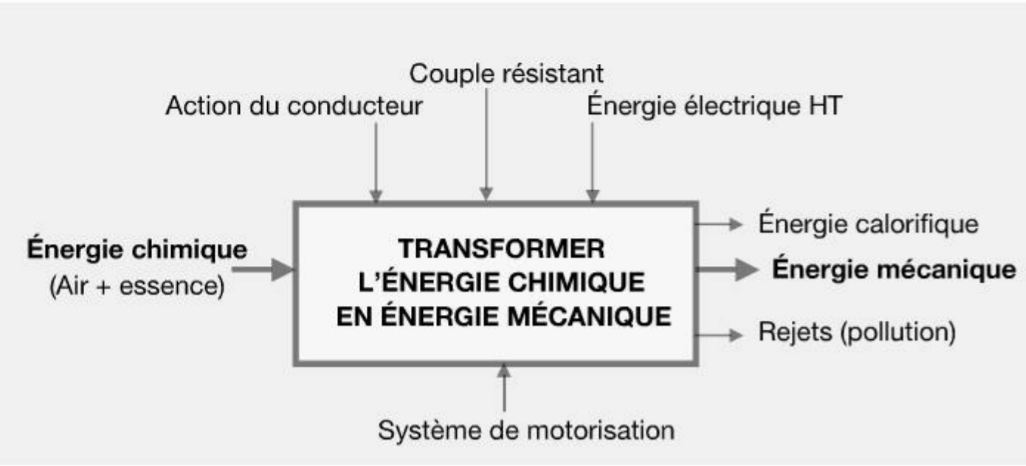 Couple résistant
Action du conducteur
Énergie électrique HT
Énergie calorifique
Énergie chimique
(Air + essence)
TRANSFORMER
L'ÉNERGIE CHIMIQUE
EN ÉNERGIE MÉCANIQUE
Énergie mécanique
Rejets (pollution)
Système de motorisation